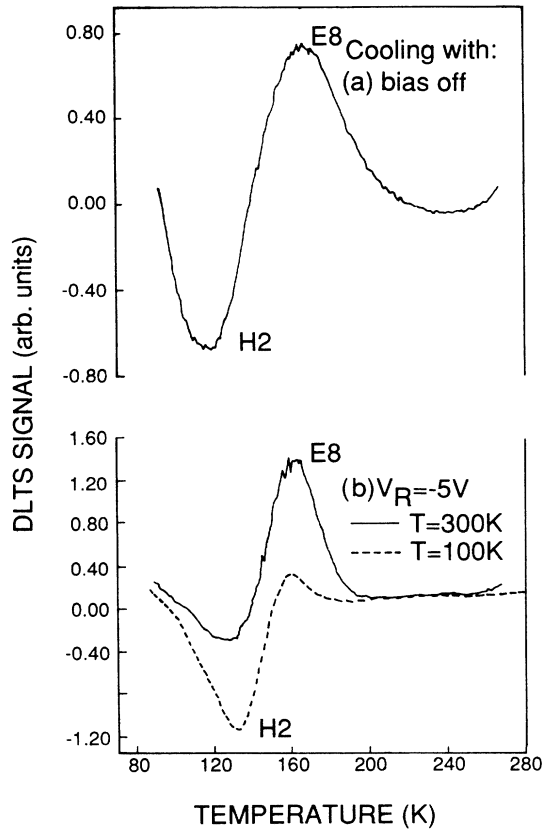 0.80
0.40
0.00
-0.40
-0.80
E8
Cooling with:
(a) bias off
H2
DLTS SIGNAL (arb. units)
1.60
1.20
0.80
0.40
0.00
-0.40
-1.20
E8
(b)V_R=-5V
T=300K
T=100K
H2
80 120 160 200 240 280
TEMPERATURE (K)